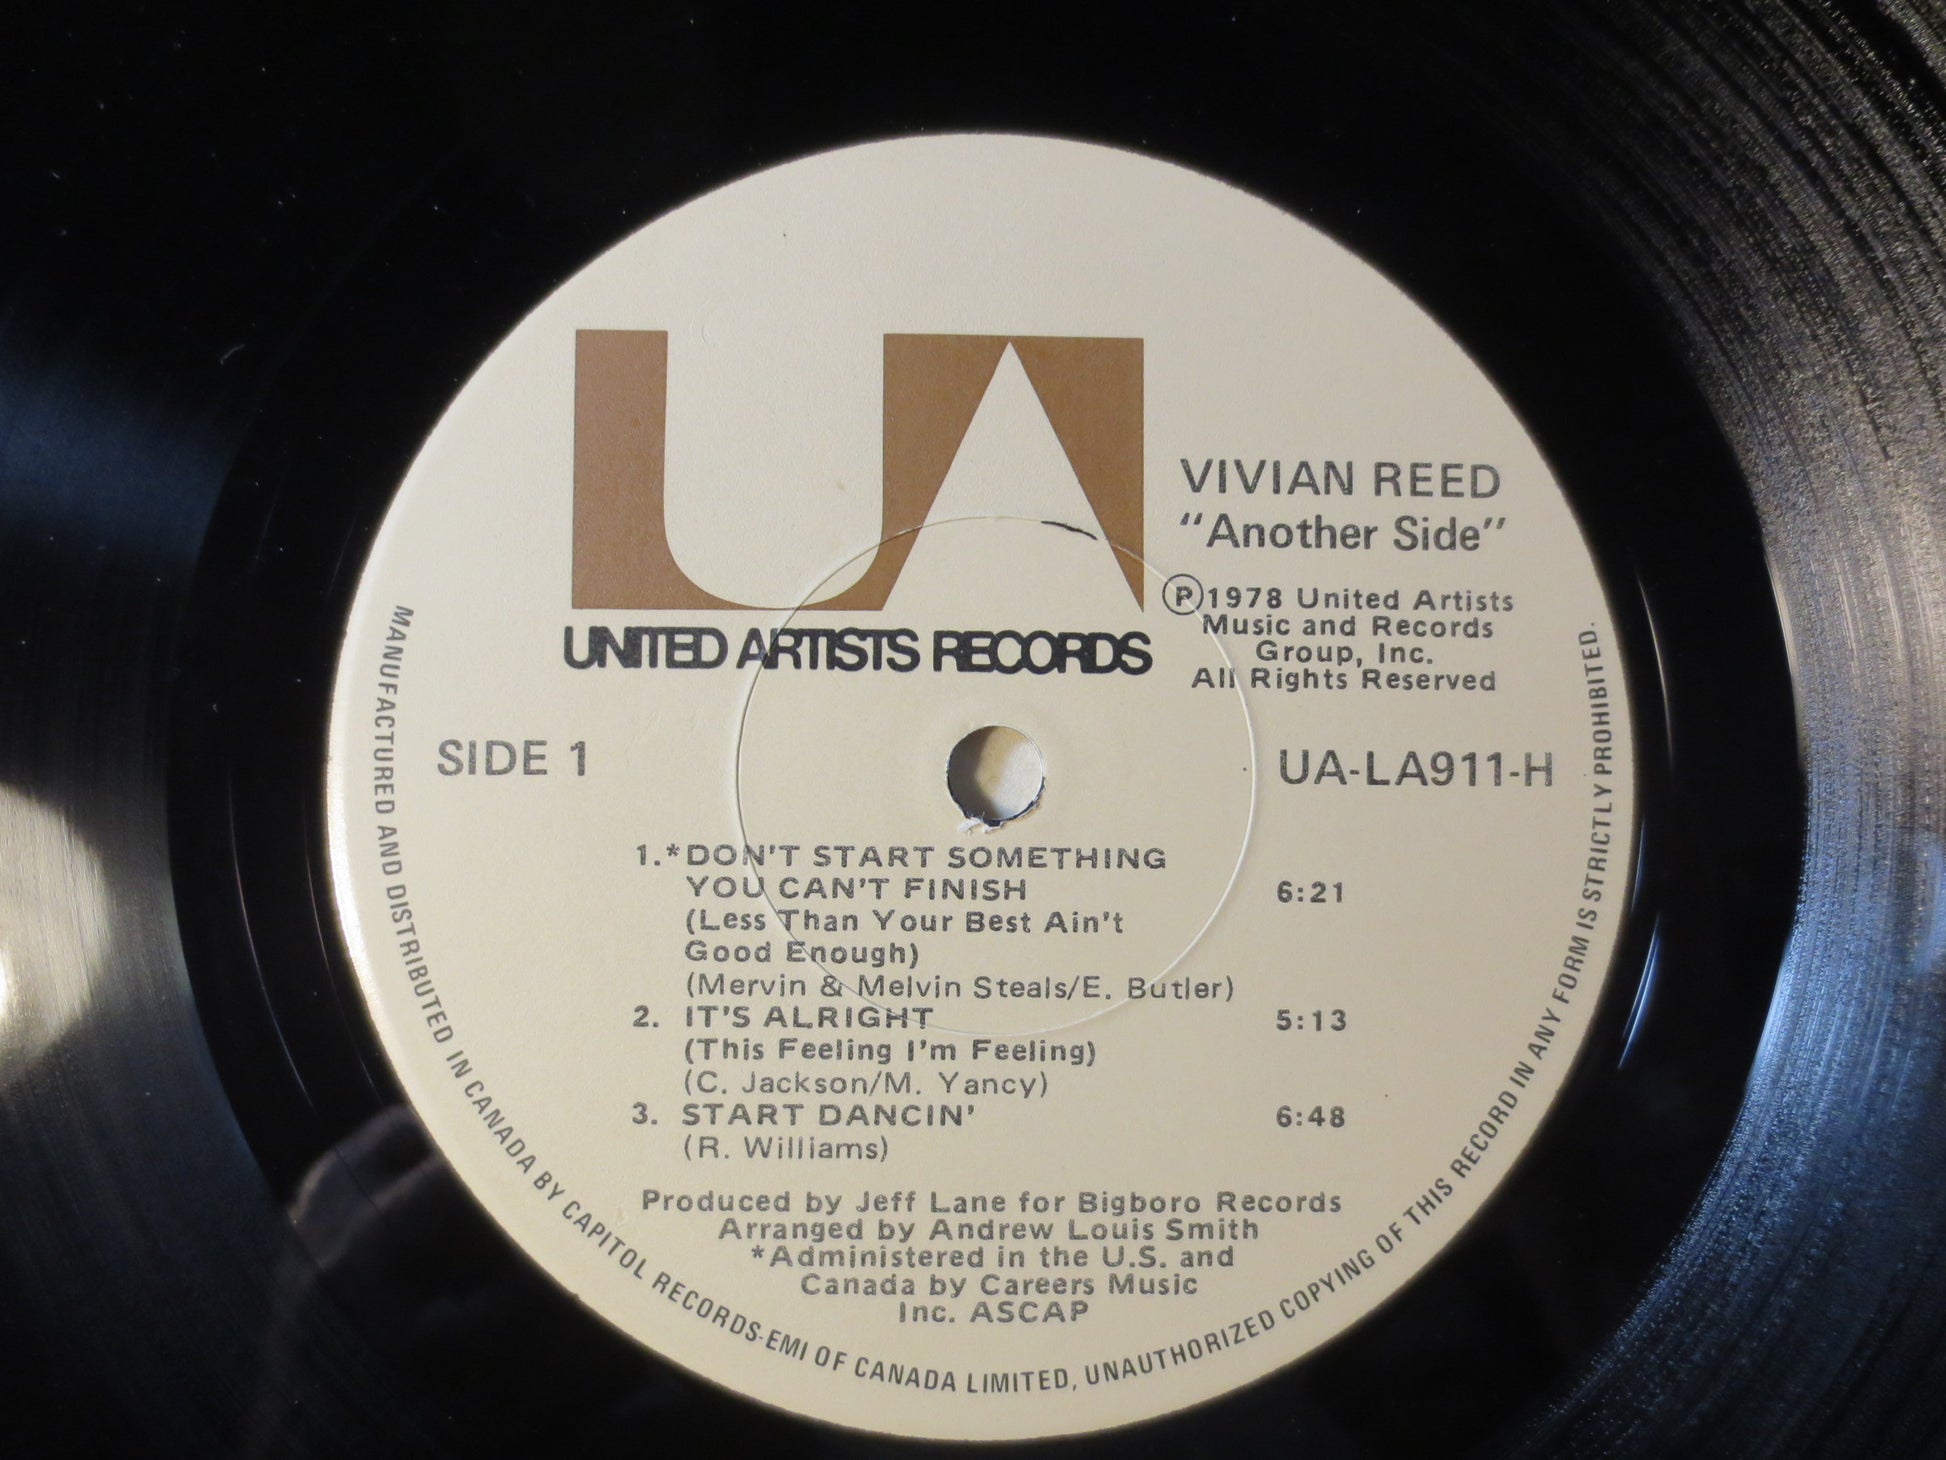 UA
UNITED ARTISTS RECORDS
VIVIAN REED
"Another Side"
Ⓟ1978 United Artists
Music and Records
Group, Inc.
All Rights Reserved
SIDE 1
UA-LA911-H
1.*DON'T START SOMETHING
YOU CAN'T FINISH 6:21
(Less Than Your Best Ain't
Good Enough)
(Mervin & Melvin Steals/E. Butler)
2. IT'S ALRIGHT 5:13
(This Feeling I'm Feeling)
(C. Jackson/M. Yancy)
3. START DANCIN' 6:48
(R. Williams)
Produced by Jeff Lane for Bigboro Records
Arranged by Andrew Louis Smith
*Administered in the U.S. and
Canada by Careers Music
Inc. ASCAP
MANUFACTURED AND DISTRIBUTED IN CANADA BY CAPITOL RECORDS-EMI OF CANADA LIMITED, UNAUTHORIZED COPYING OF THIS RECORD IN ANY FORM IS STRICTLY PROHIBITED.